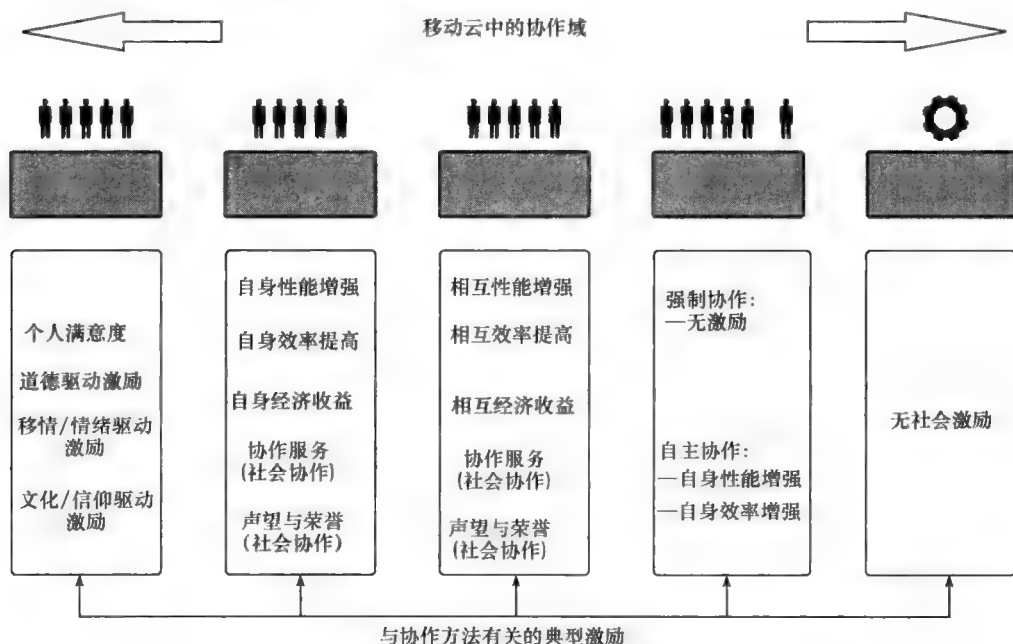 移动云中的协作域
个人满意度
道德驱动激励
移情/情绪驱动
激励
文化/信仰驱动
激励
自身性能增强
自身效率提高
自身经济收益
协作服务
(社会协作)
声望与荣誉
(社会协作)
相互性能增强
相互效率提高
相互经济收益
协作服务
(社会协作)
声望与荣誉
(社会协作)
强制协作:
—无激励
自主协作:
—自身性能增强
—自身效率增强
无社会激励
与协作方法有关的典型激励